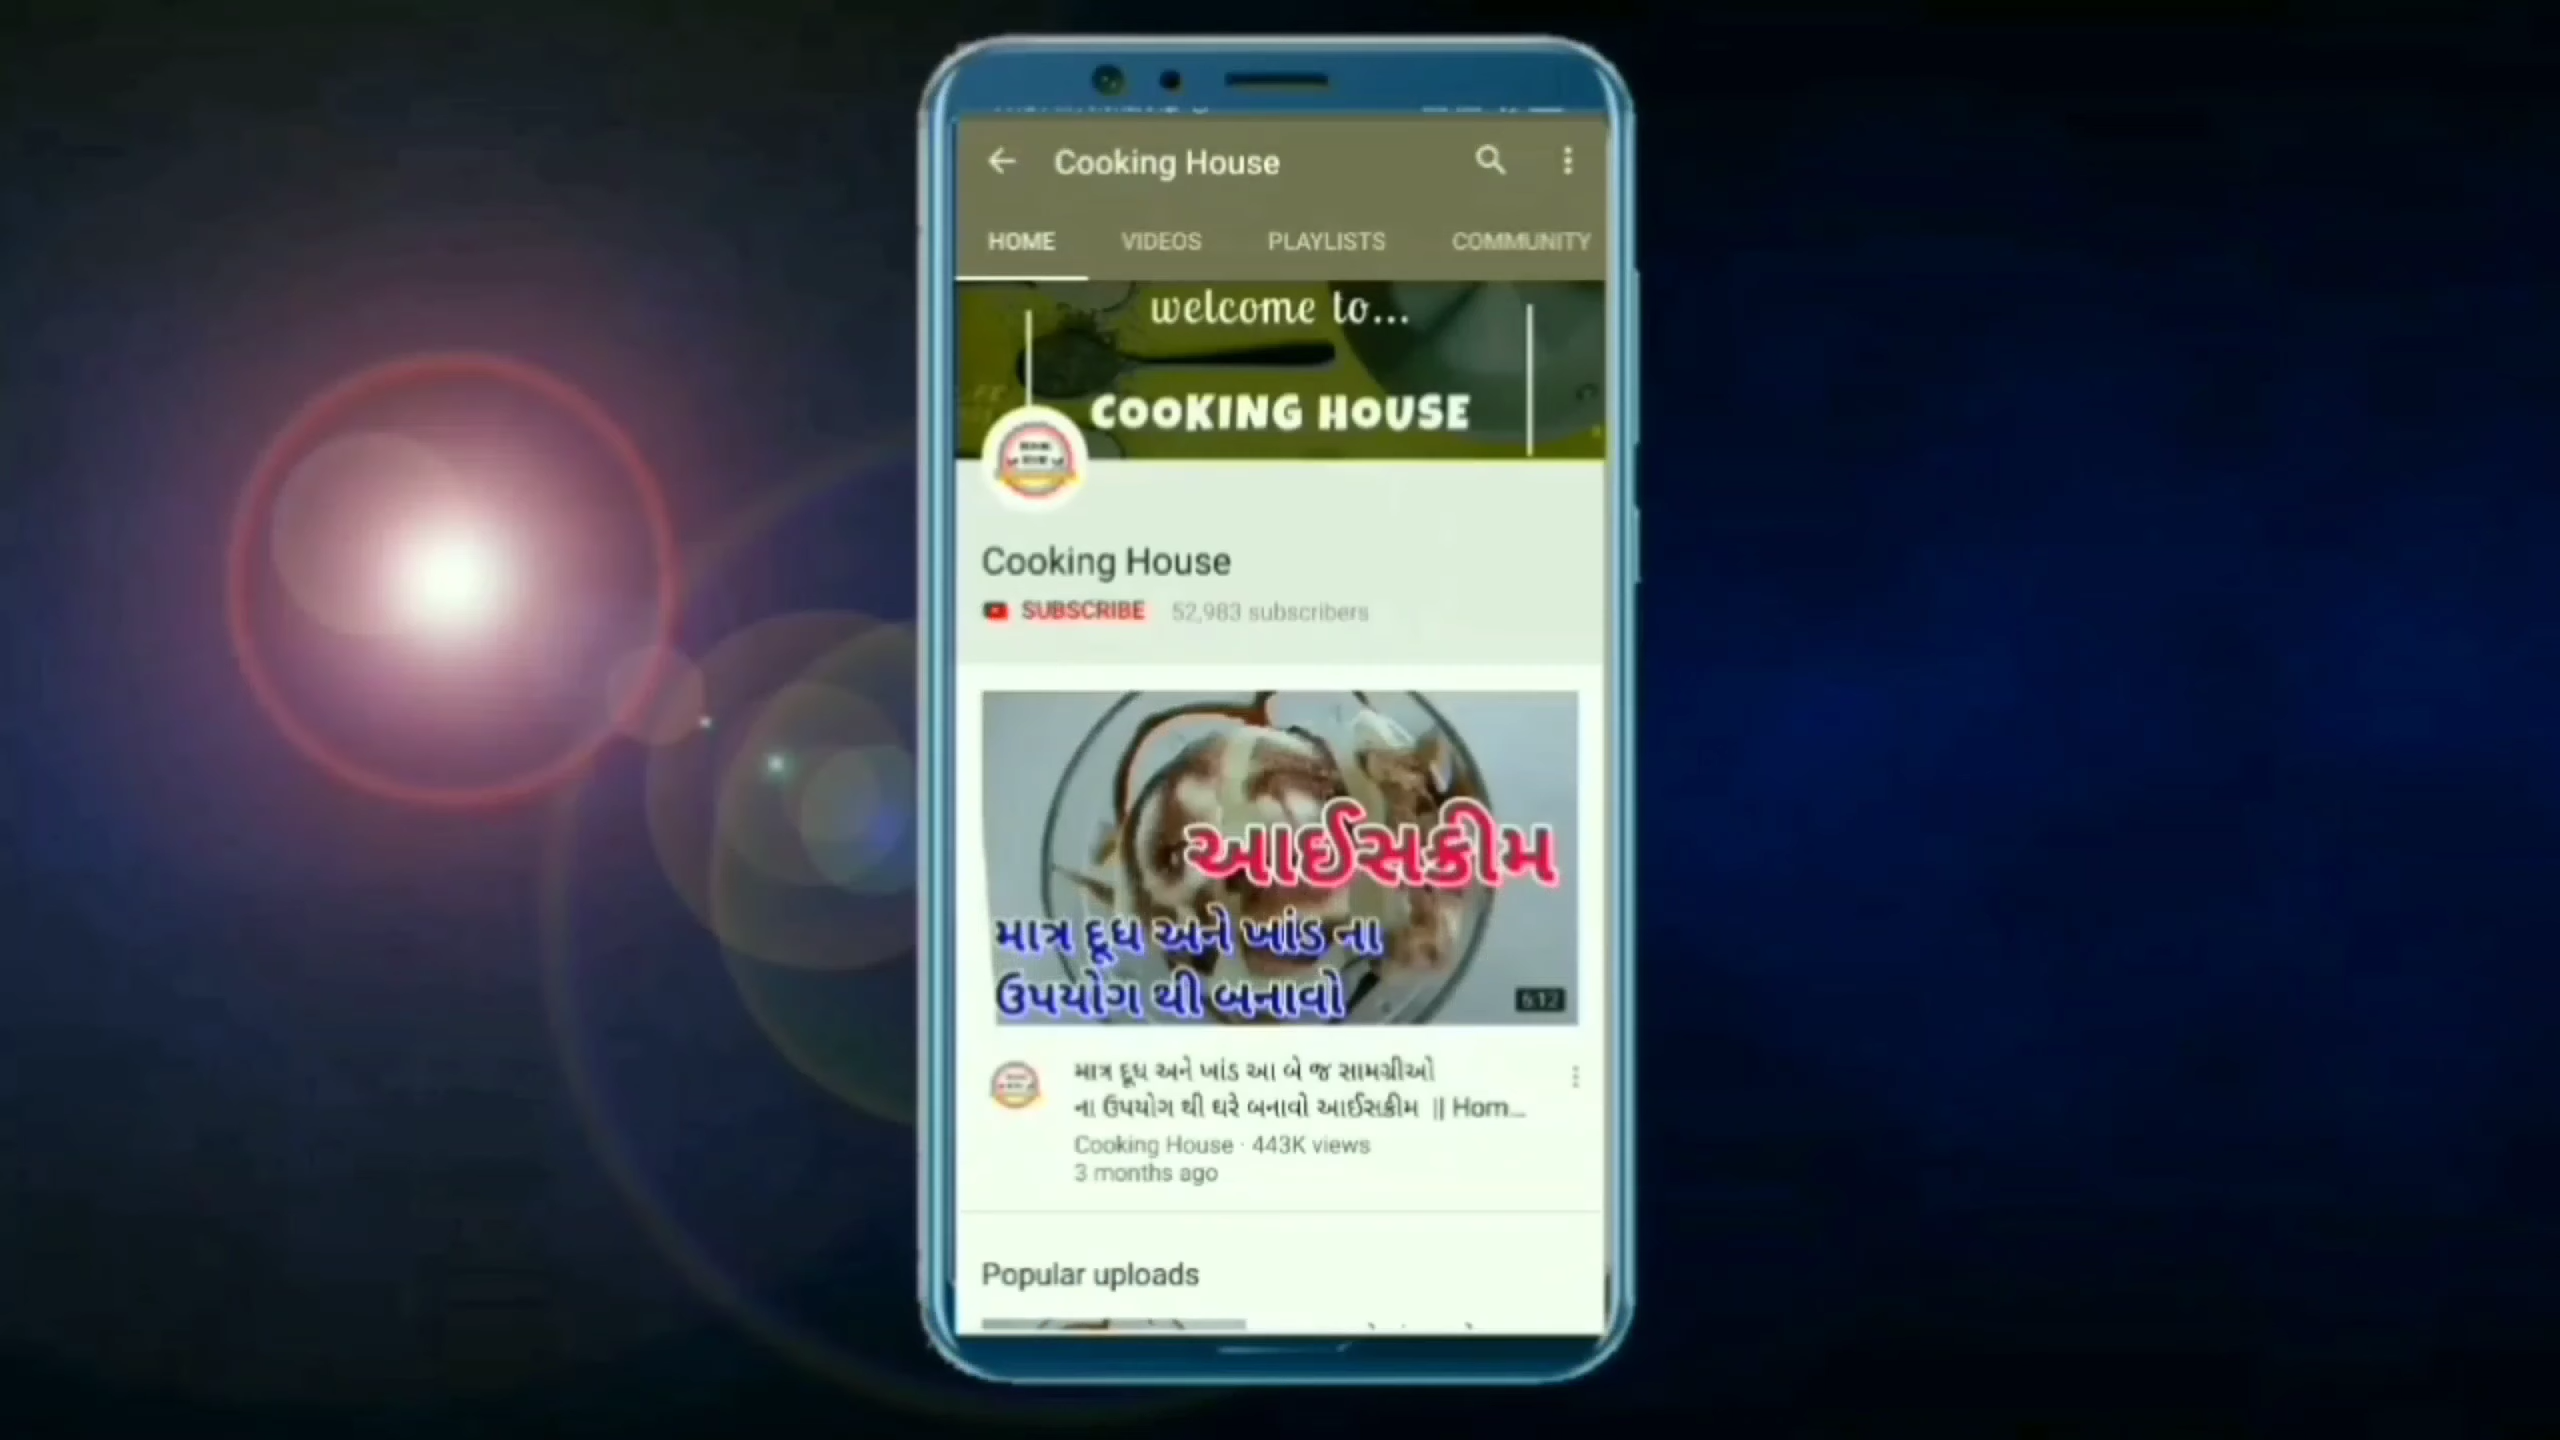 Cooking House
HOME VIDEOS PLAYLISTS COMMUNITY
welcome to...
COOKING HOUSE
Cooking House
SUBSCRIBE 52,983 subscribers
આઈસક્રીમ
માત્ર દૂધ અને ખાંડ ના
ઉપયોગ થી બનાવો
6:12
માત્ર દૂધ અને ખાંડ આ બે જ સામગ્રીઓ
ના ઉપયોગ થી ઘરે બનાવો આઈસક્રીમ || Hom...
Cooking House · 443K views
3 months ago
Popular uploads